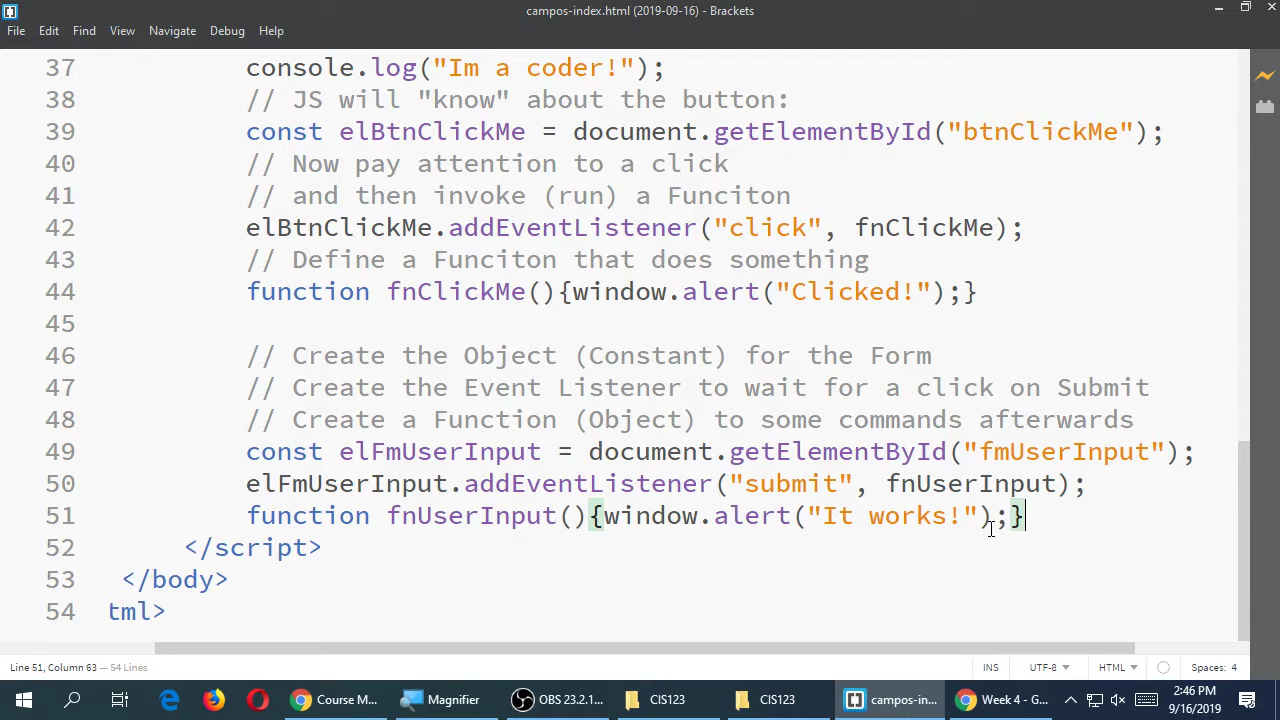 campos-index.html (2019-09-16) - Brackets
File Edit Find View Navigate Debug Help
37 console.log("Im a coder!");
38 // JS will "know" about the button:
39 const elBtnClickMe = document.getElementById("btnClickMe");
40 // Now pay attention to a click
41 // and then invoke (run) a Funciton
42 elBtnClickMe.addEventListener("click", fnClickMe);
43 // Define a Funciton that does something
44 function fnClickMe(){window.alert("Clicked!");}
45
46 // Create the Object (Constant) for the Form
47 // Create the Event Listener to wait for a click on Submit
48 // Create a Function (Object) to some commands afterwards
49 const elFmUserInput = document.getElementById("fmUserInput");
50 elFmUserInput.addEventListener("submit", fnUserInput);
51 function fnUserInput(){window.alert("It works!");}
52 </script>
53 </body>
54 tml>
Line 51, Column 63 — 54 Lines INS UTF-8 HTML Spaces: 4
Course M... Magnifier OBS 23.2.1... CIS123 CIS123 campos-in... Week 4 - G... 2:46 PM
9/16/2019